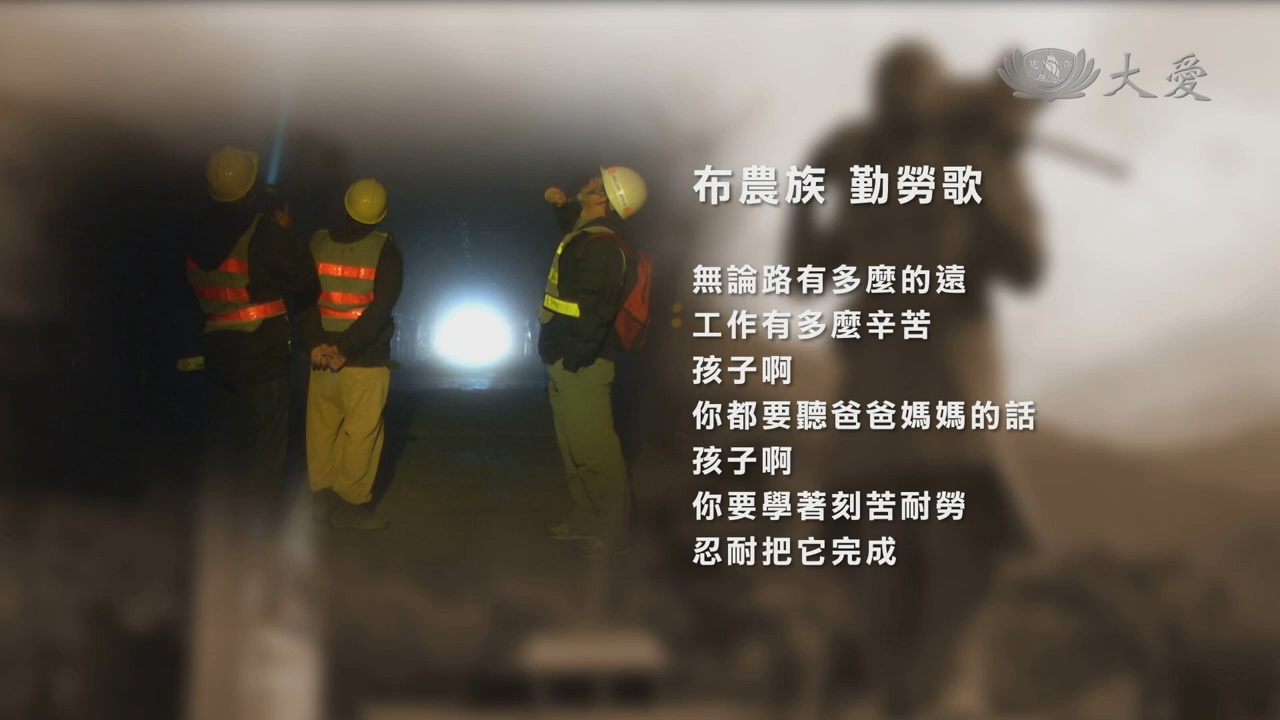 大愛
布農族 勤勞歌
無論路有多麼的遠
工作有多麼辛苦
孩子啊
你都要聽爸爸媽媽的話
孩子啊
你要學著刻苦耐勞
忍耐把它完成